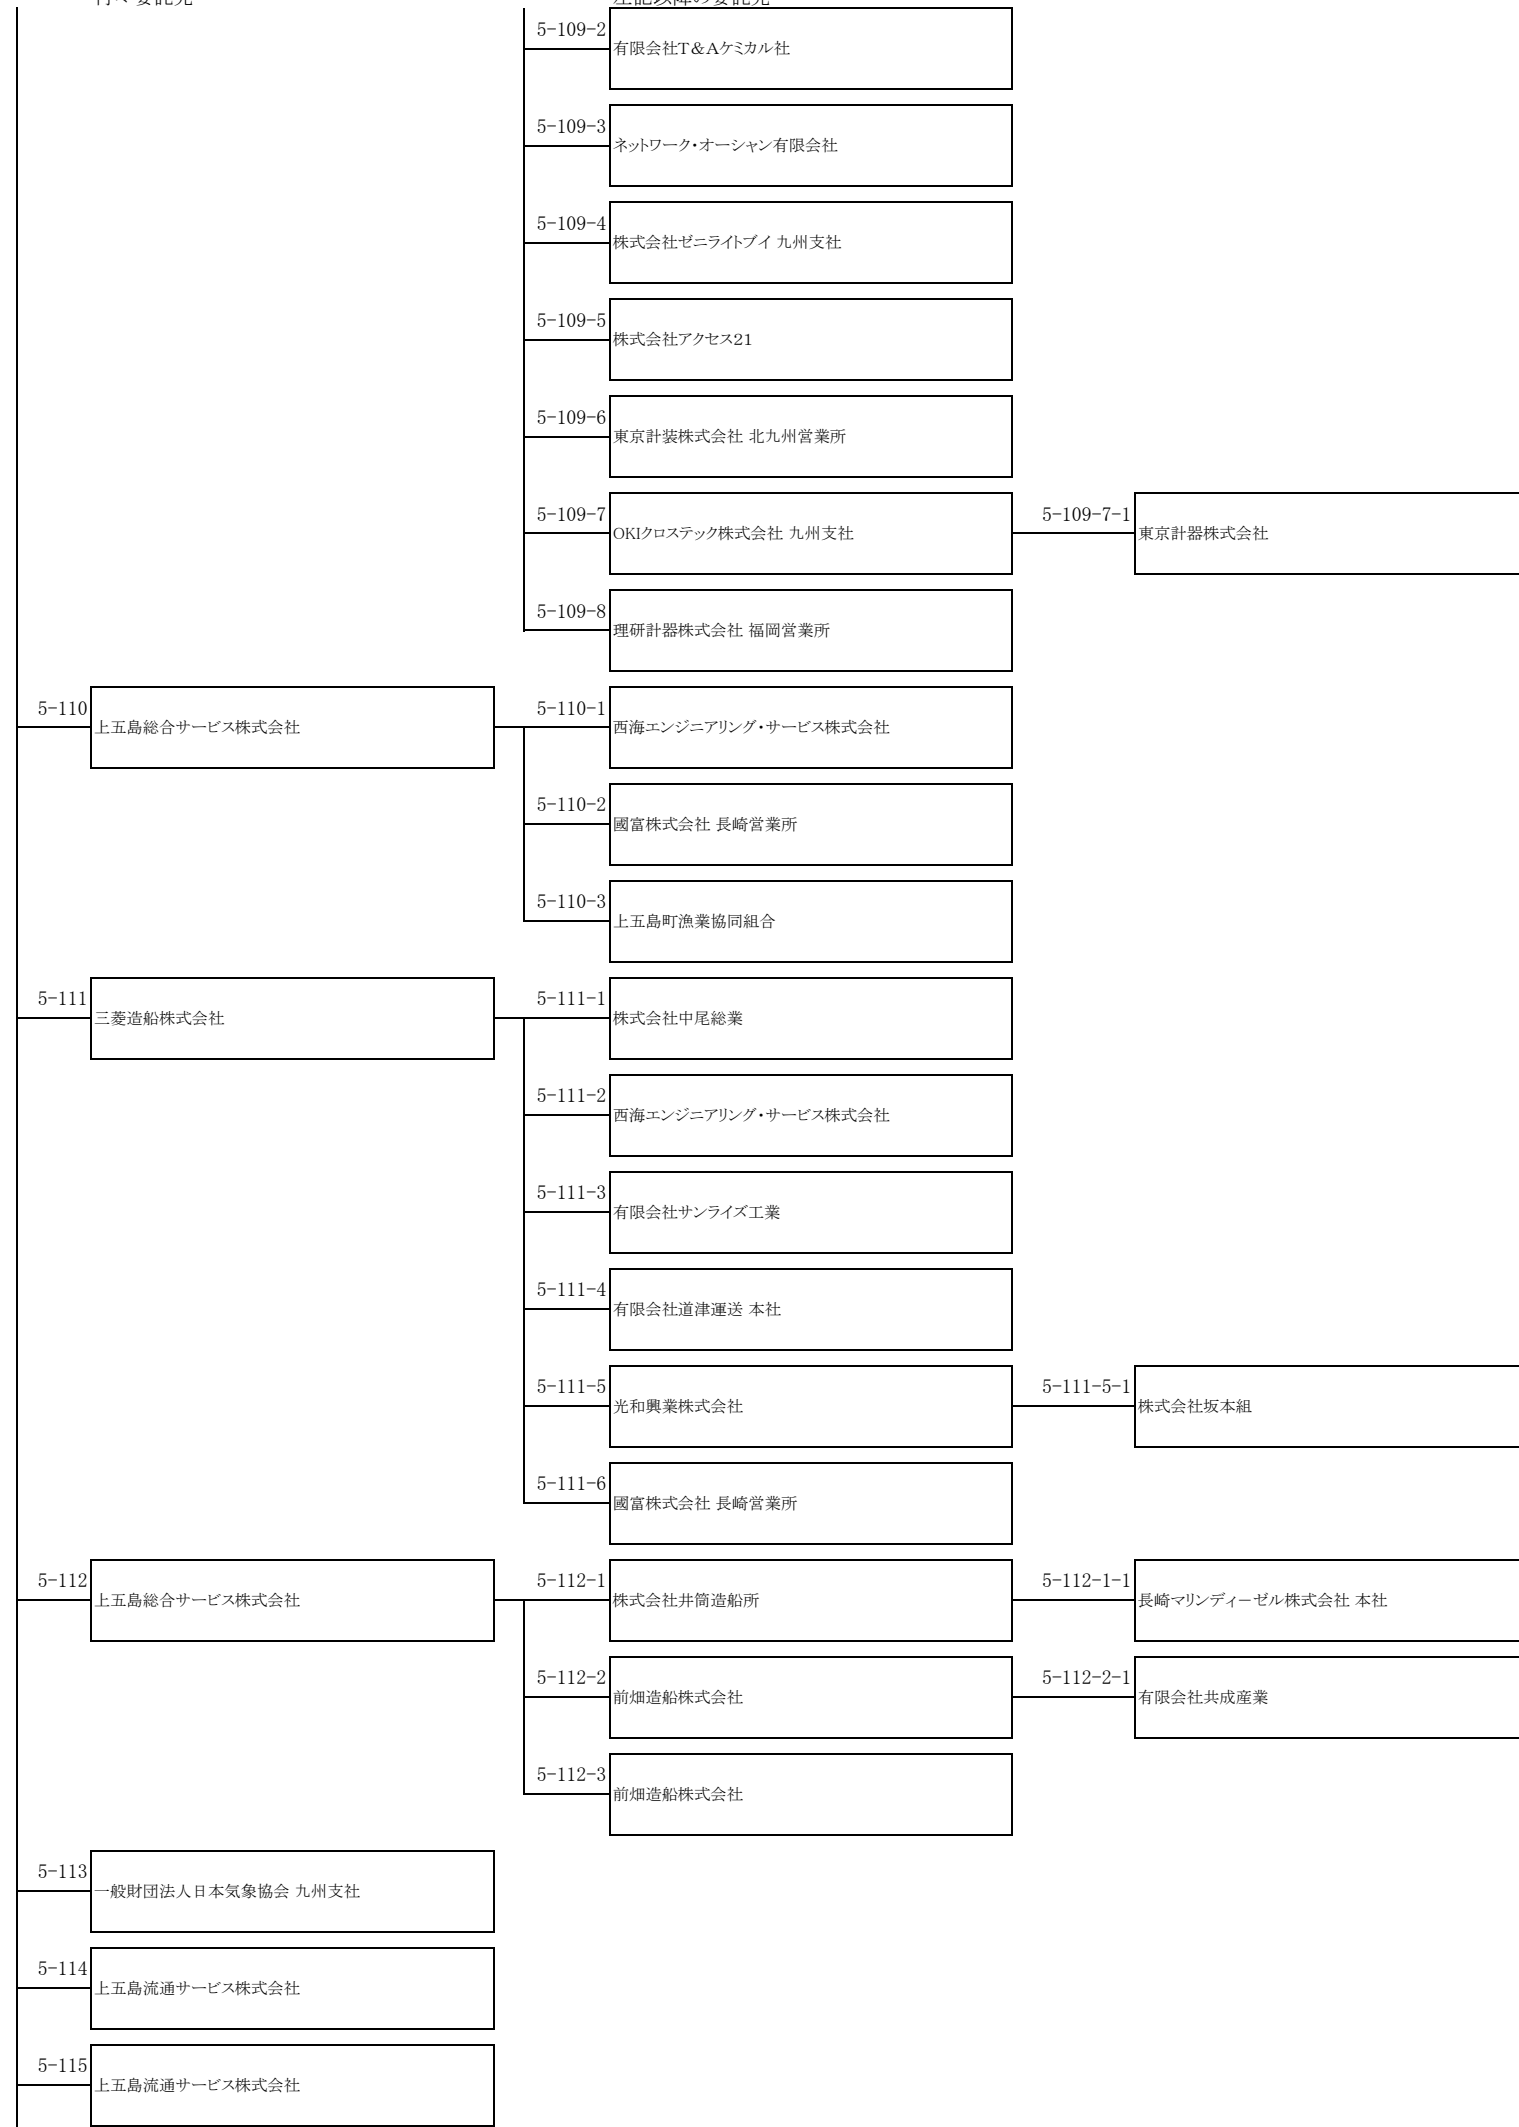 再々委託先 左記以降の委託先
5-109-2 有限会社T&Aケミカル社
5-109-3 ネットワーク・オーシャン有限会社
5-109-4 株式会社ゼニライトブイ 九州支社
5-109-5 株式会社アクセス21
5-109-6 東京計装株式会社 北九州営業所
5-109-7 OKIクロステック株式会社 九州支社 5-109-7-1 東京計器株式会社
5-109-8 理研計器株式会社 福岡営業所
5-110 上五島総合サービス株式会社 5-110-1 西海エンジニアリング・サービス株式会社
5-110-2 國富株式会社 長崎営業所
5-110-3 上五島町漁業協同組合
5-111 三菱造船株式会社 5-111-1 株式会社中尾総業
5-111-2 西海エンジニアリング・サービス株式会社
5-111-3 有限会社サンライズ工業
5-111-4 有限会社道津運送 本社
5-111-5 光和興業株式会社 5-111-5-1 株式会社坂本組
5-111-6 國富株式会社 長崎営業所
5-112 上五島総合サービス株式会社 5-112-1 株式会社井筒造船所 5-112-1-1 長崎マリンディーゼル株式会社 本社
5-112-2 前畑造船株式会社 5-112-2-1 有限会社共成産業
5-112-3 前畑造船株式会社
5-113 一般財団法人日本気象協会 九州支社
5-114 上五島流通サービス株式会社
5-115 上五島流通サービス株式会社